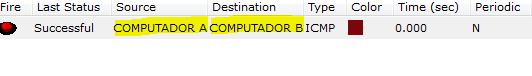 Fire Last Status Source Destination Type Color Time (sec) Periodic
Successful COMPUTADOR A COMPUTADOR B ICMP 0.000 N